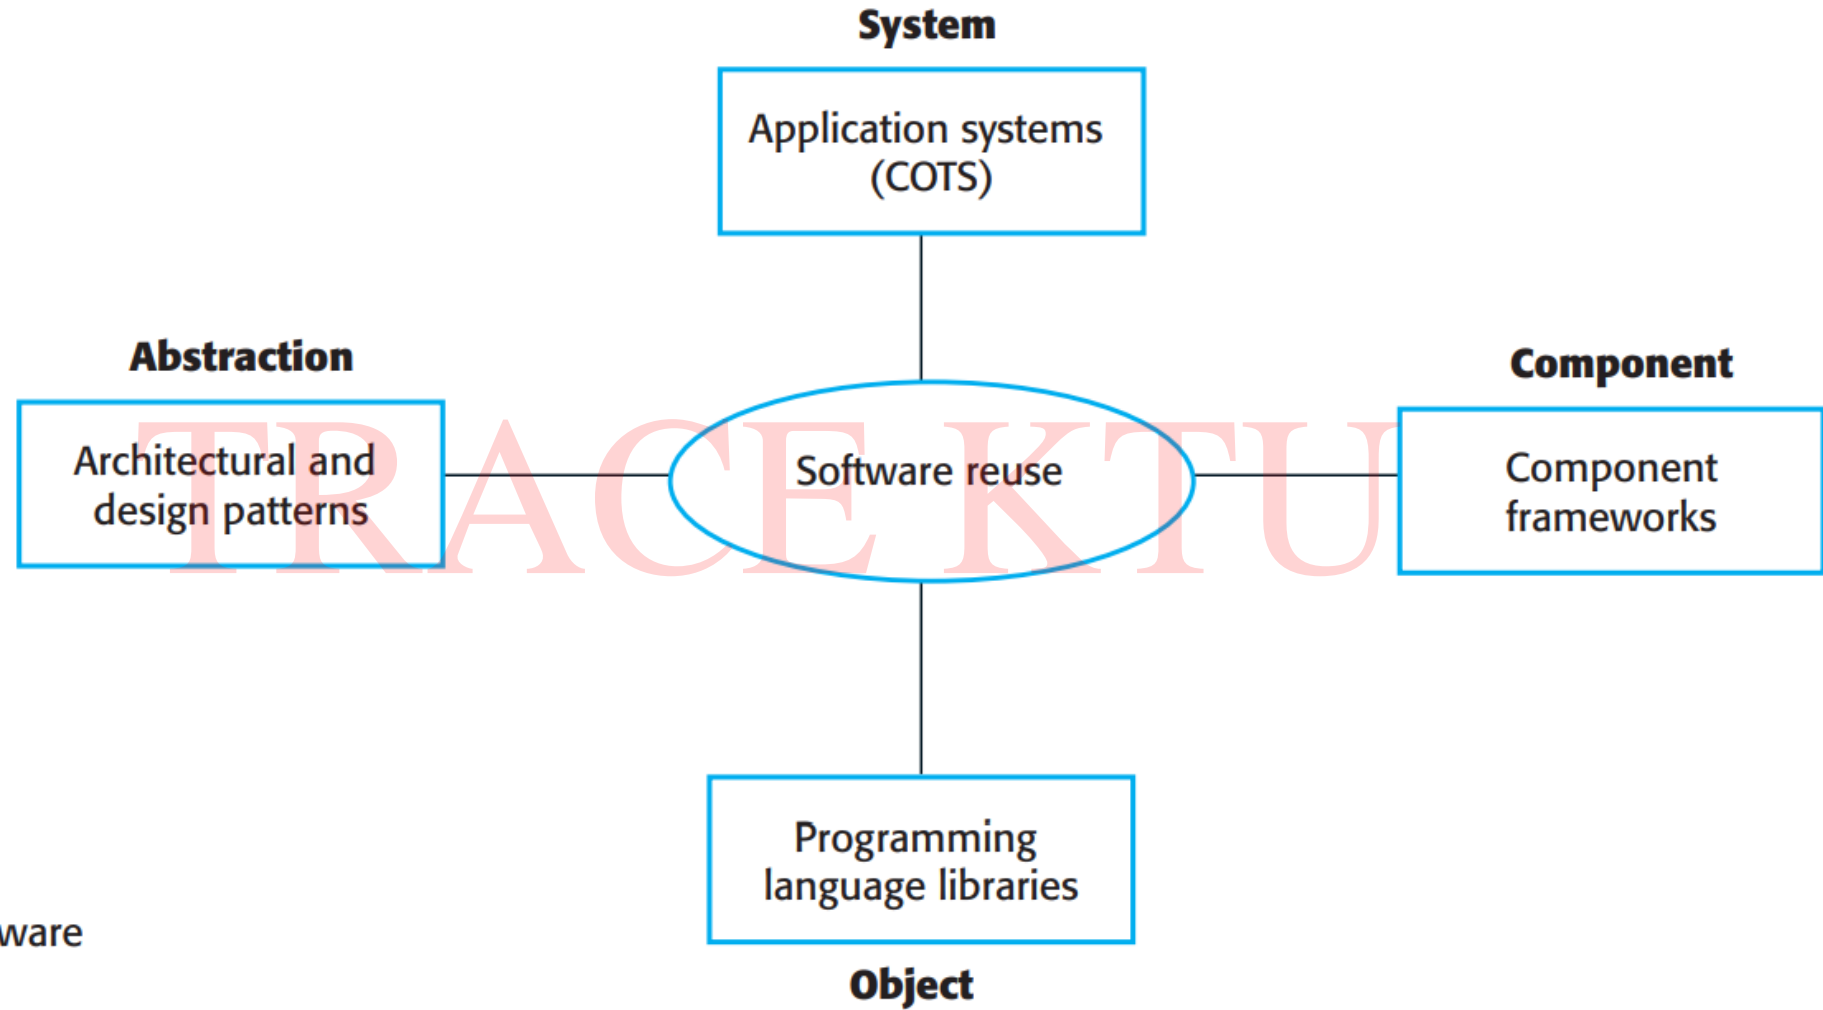 System
Application systems
(COTS)
Abstraction
Architectural and
design patterns
Software reuse
Component
Component
frameworks
TRACE KTU
Programming
language libraries
Object
ware